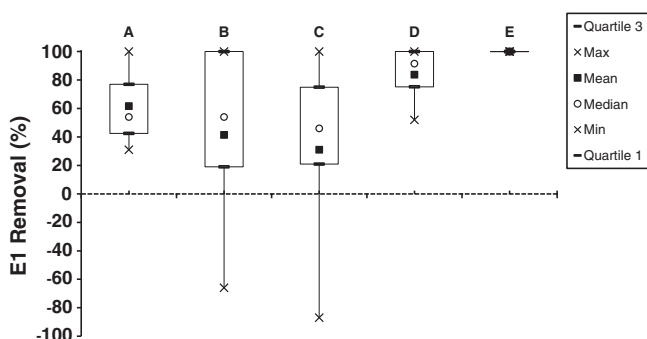 A B C D E
100
80
60
40
20
0
-20
-40
-60
-80
-100
E1 Removal (%)
Quartile 3
Max
Mean
Median
Min
Quartile 1